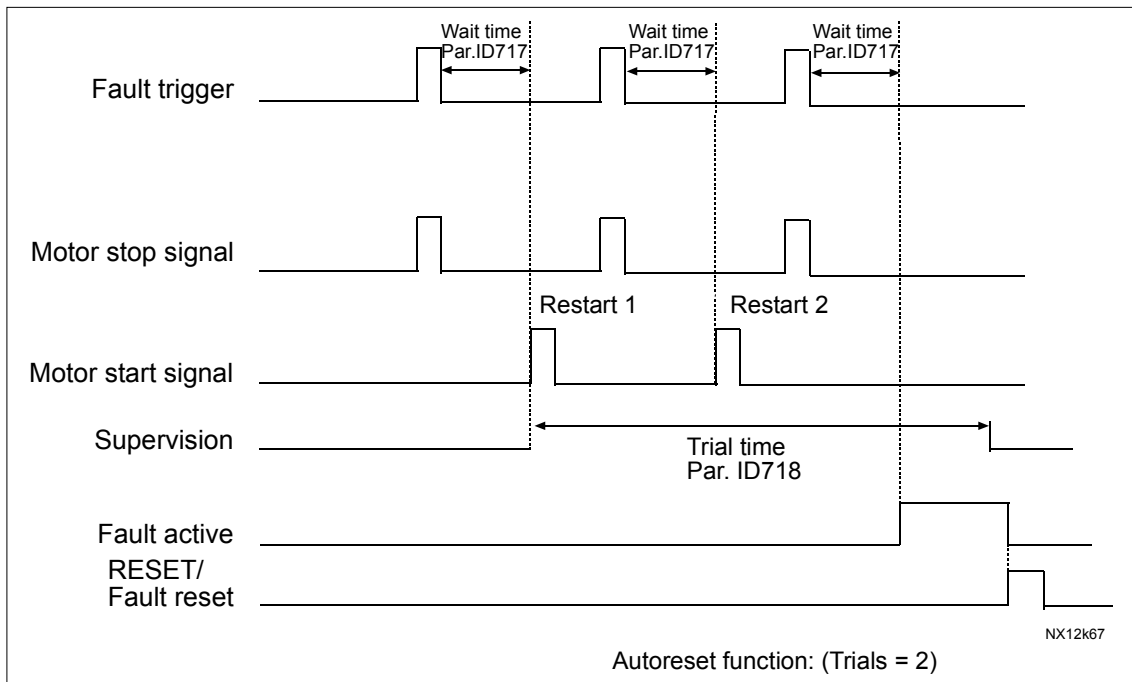 Wait time
Par.ID717
Wait time
Par.ID717
Wait time
Par.ID717
Fault trigger
Motor stop signal
Restart 1
Restart 2
Motor start signal
Supervision
Trial time
Par. ID718
Fault active
RESET/
Fault reset
NX12k67
Autoreset function: (Trials = 2)